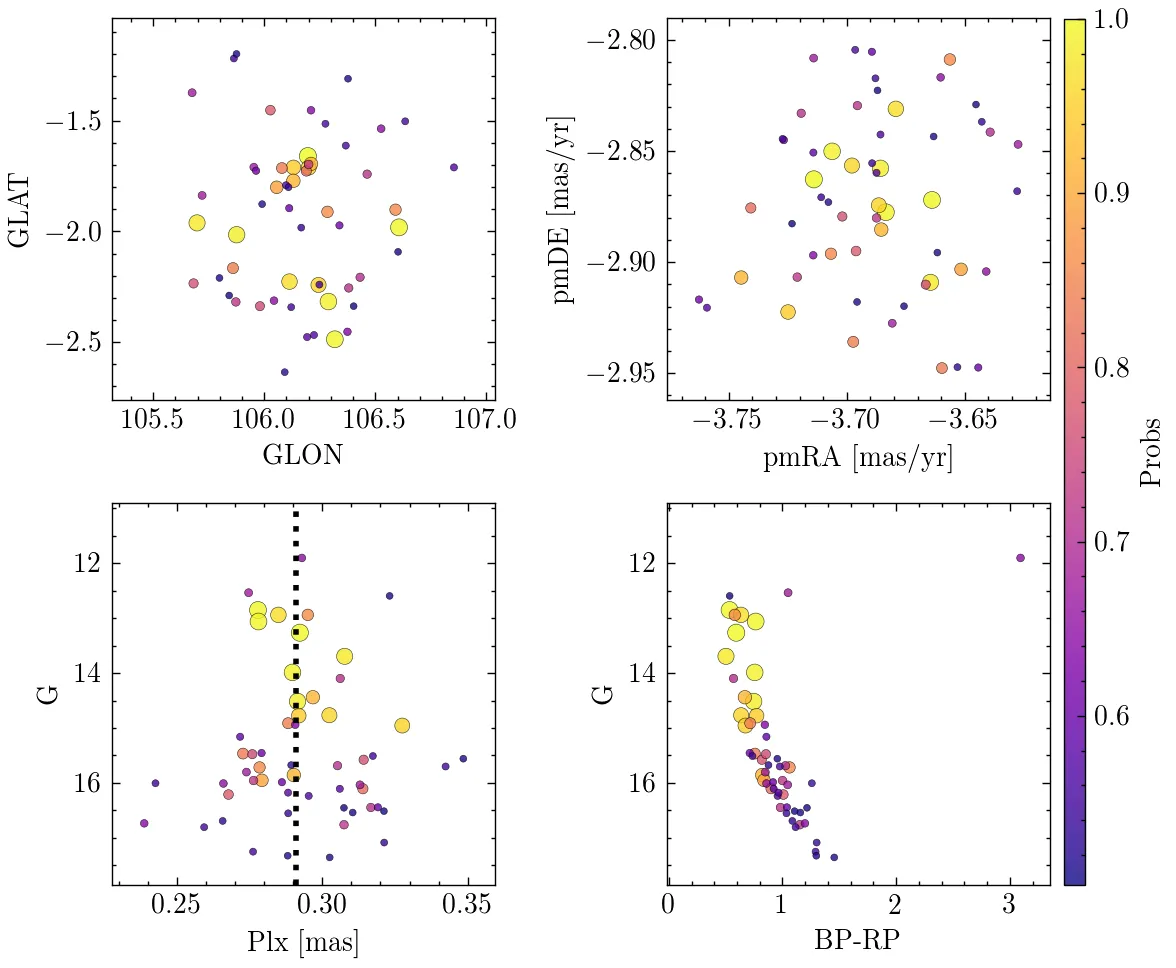 −1.5
−2.0
−2.5
GLAT
105.5 106.0 106.5 107.0
GLON
−2.80
−2.85
−2.90
−2.95
pmDE [mas/yr]
−3.75 −3.70 −3.65
pmRA [mas/yr]
1.0
0.9
0.8
0.7
0.6
Probs
12
14
16
G
0.25 0.30 0.35
Plx [mas]
12
14
16
G
0 1 2 3
BP-RP